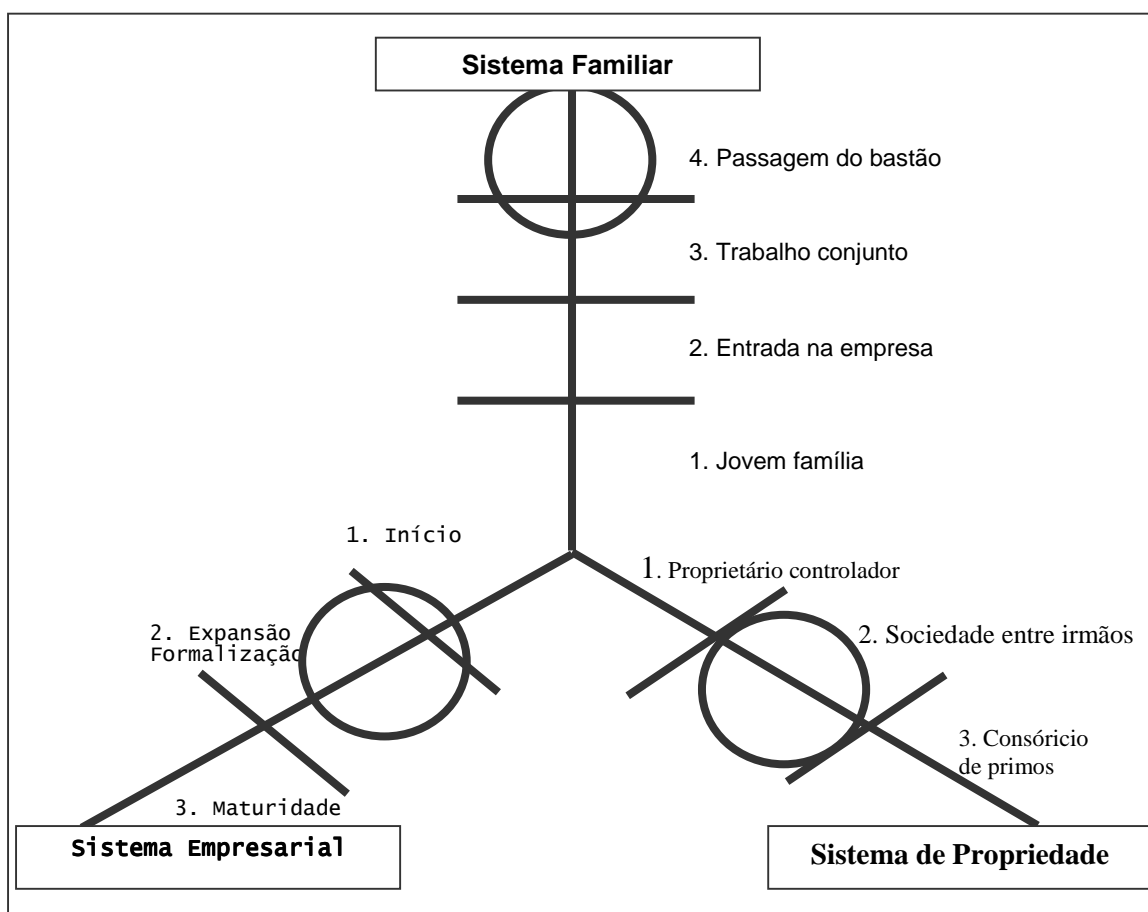 Sistema Familiar
4. Passagem do bastão
3. Trabalho conjunto
2. Entrada na empresa
1. Jovem família
1. Início
1. Proprietário controlador
2. Expansão
Formalização
2. Sociedade entre irmãos
3. Consóricio
de primos
3. Maturidade
Sistema Empresarial
Sistema de Propriedade